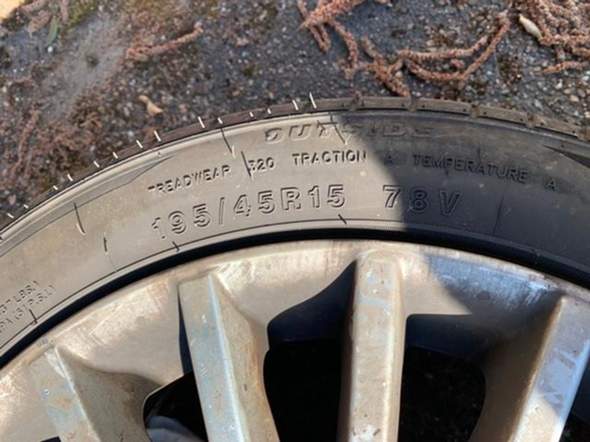 OUTSIDE
TREADWEAR 320 TRACTION A TEMPERATURE A
195/45R15 78V